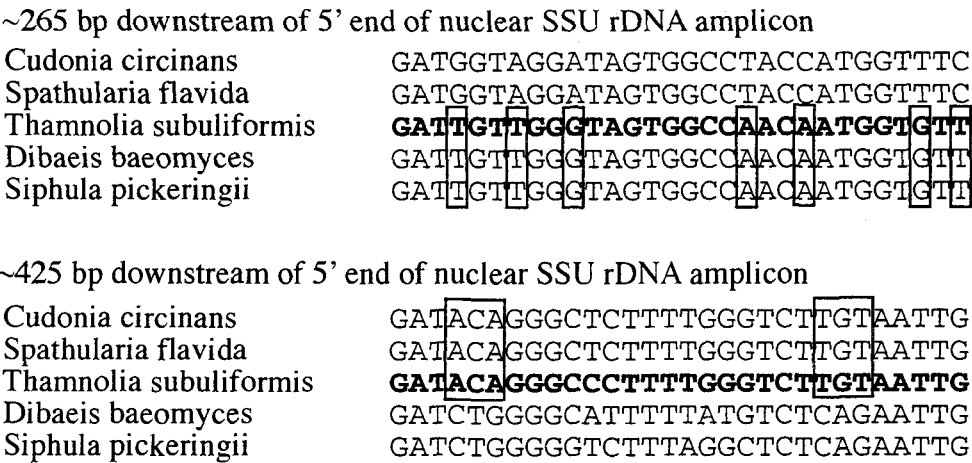 ~265 bp downstream of 5' end of nuclear SSU rDNA amplicon
Cudonia circinans GATGGTAGGATAGTGGCCTACCATGGTTTC
Spathularia flavida GATGGTAGGATAGTGGCCTACCATGGTTTC
Thamnolia subuliformis GATTGTTGGGTAGTGGCCAACAATGGTGTT
Dibaeis baeomyces GATTGTTGGGTAGTGGCCAACAATGGTGTT
Siphula pickeringii GATTGTTGGGTAGTGGCCAACAATGGTGTT
~425 bp downstream of 5' end of nuclear SSU rDNA amplicon
Cudonia circinans GATACAGGGCTCTTTTGGGTCTTGTAATTG
Spathularia flavida GATACAGGGCTCTTTTGGGTCTTGTAATTG
Thamnolia subuliformis GATACAGGGCCCTTTTGGGTCTTGTAATTG
Dibaeis baeomyces GATCTGGGGCATTTTTATGTCTCAGAATTG
Siphula pickeringii GATCTGGGGGTCTTTAGGCTCTCAGAATTG